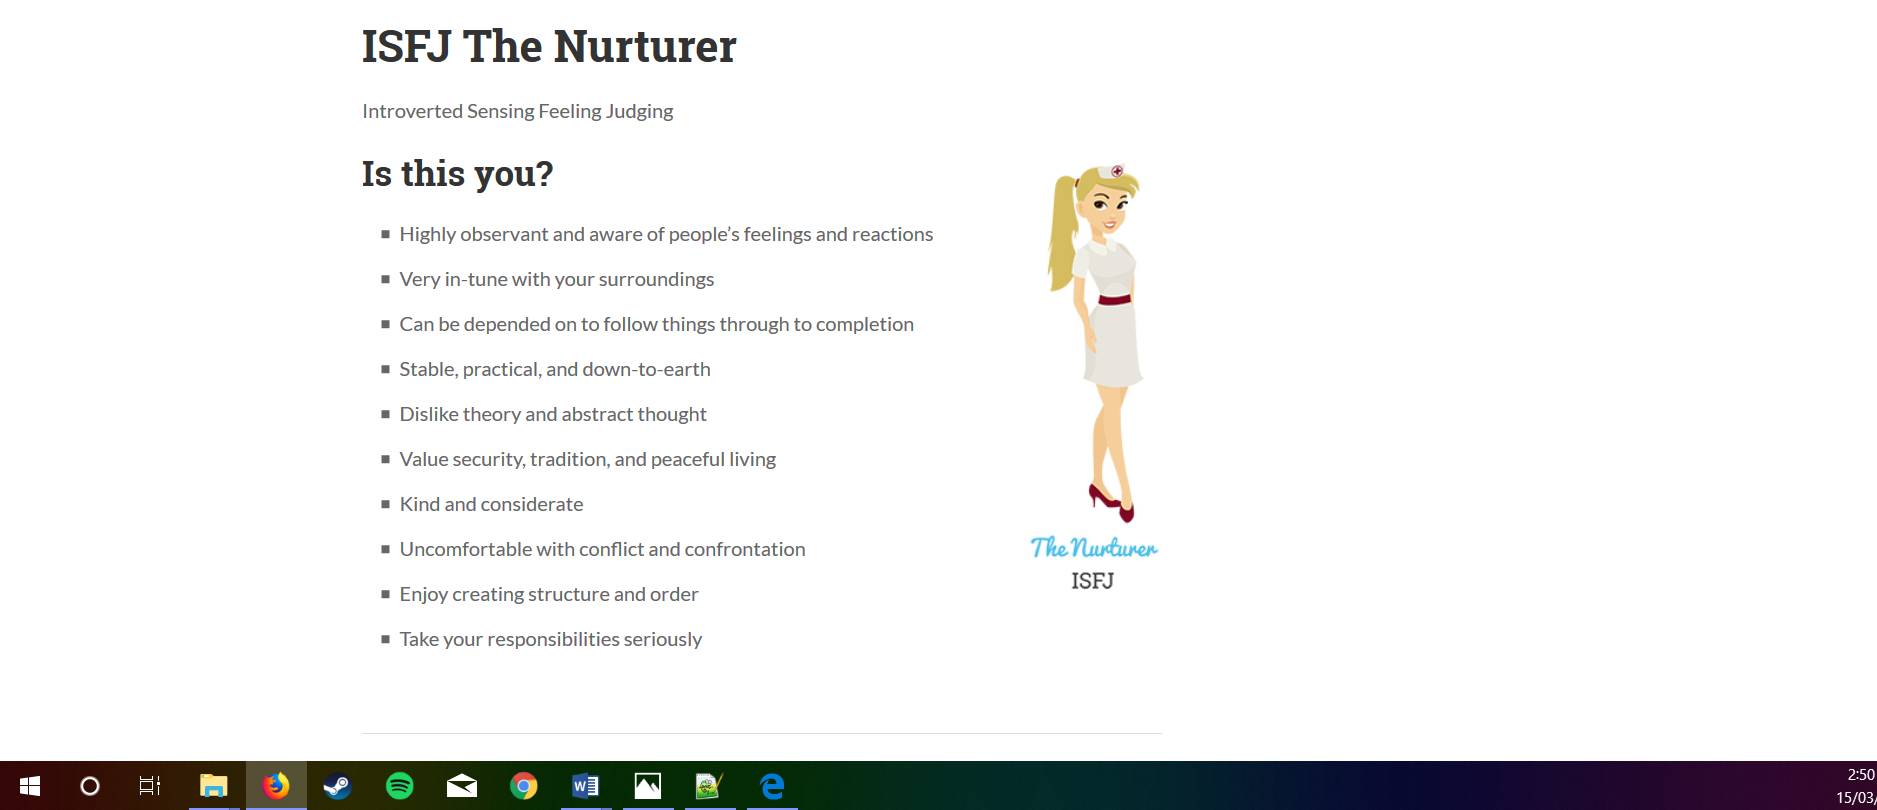 ISFJ The Nurturer
Introverted Sensing Feeling Judging
Is this you?
Highly observant and aware of people’s feelings and reactions
Very in-tune with your surroundings
Can be depended on to follow things through to completion
Stable, practical, and down-to-earth
Dislike theory and abstract thought
Value security, tradition, and peaceful living
Kind and considerate
Uncomfortable with conflict and confrontation
Enjoy creating structure and order
Take your responsibilities seriously
The Nurturer
ISFJ
2:50
15/03/